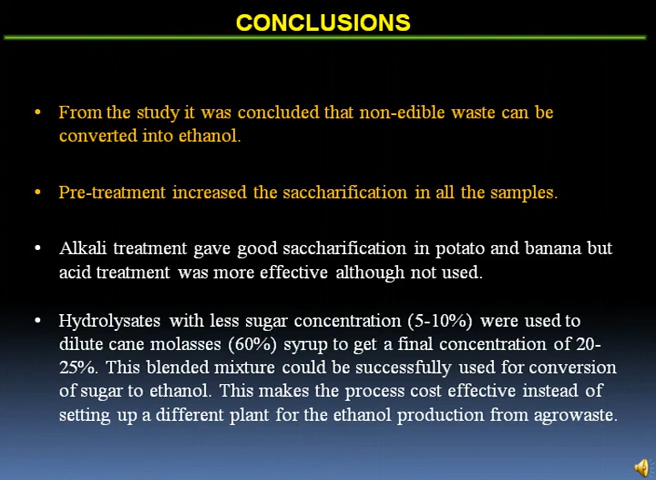 CONCLUSIONS
• From the study it was concluded that non-edible waste can be
converted into ethanol.
• Pre-treatment increased the saccharification in all the samples.
• Alkali treatment gave good saccharification in potato and banana but
acid treatment was more effective although not used.
• Hydrolysates with less sugar concentration (5-10%) were used to
dilute cane molasses (60%) syrup to get a final concentration of 20-
25%. This blended mixture could be successfully used for conversion
of sugar to ethanol. This makes the process cost effective instead of
setting up a different plant for the ethanol production from agrowaste.